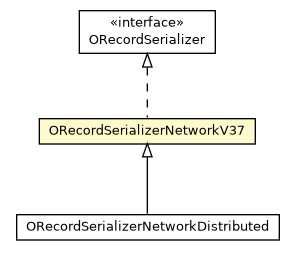 «interface»
ORecordSerializer
ORecordSerializerNetworkV37
ORecordSerializerNetworkDistributed